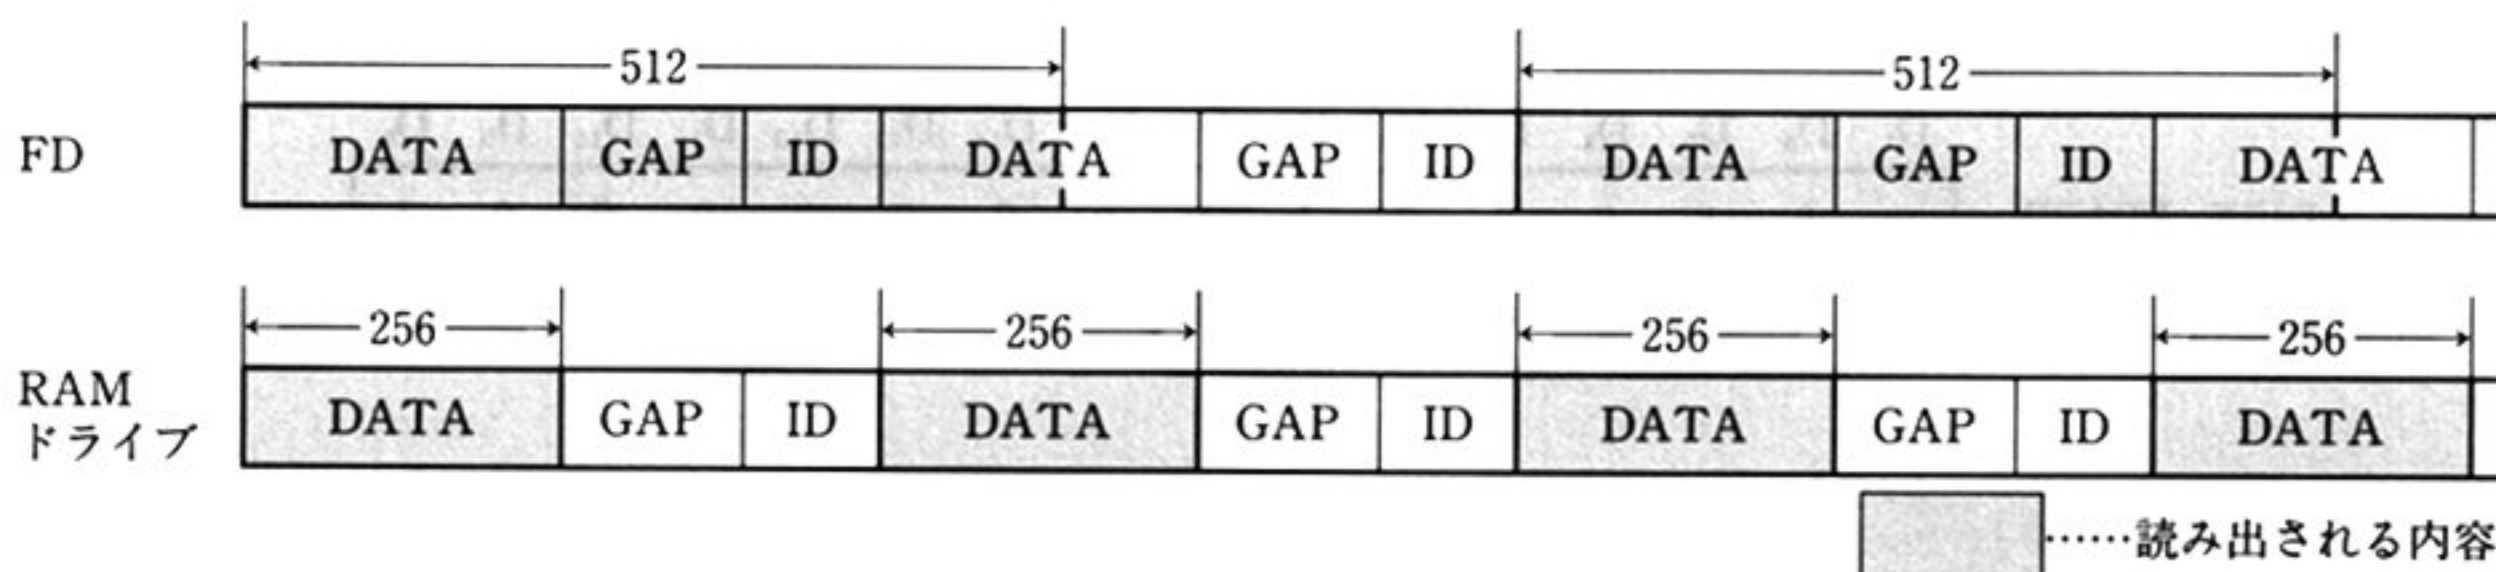 512 512
FD DATA GAP ID DATA GAP ID DATA GAP ID DATA
256 256 256 256
RAM
ドライブ DATA GAP ID DATA GAP ID DATA GAP ID DATA
……読み出される内容